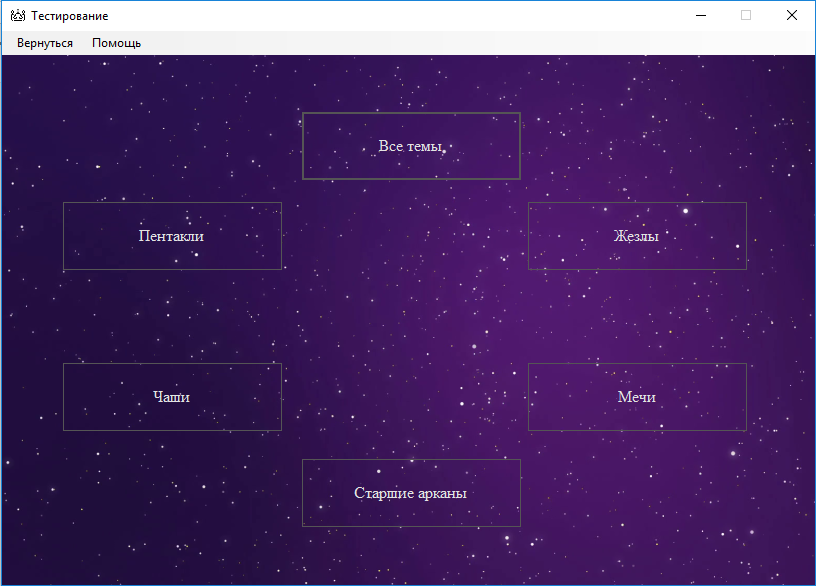 Тестирование
Вернуться Помощь
Все темы
Пентакли Жезлы
Чаши Мечи
Старшие арканы